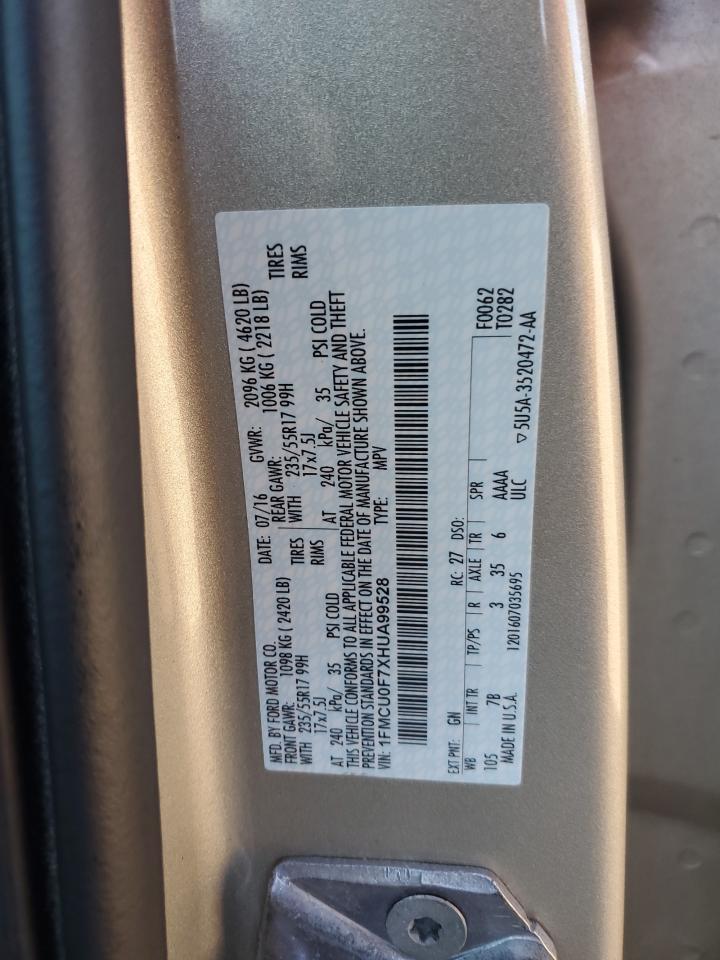 MFD. BY FORD MOTOR CO.
DATE: 07/16 GVWR: 2096 KG ( 4620 LB)
FRONT GAWR: 1098 KG ( 2420 LB) REAR GAWR: 1006 KG ( 2218 LB)
WITH 235/55R17 99H TIRES WITH 235/55R17 99H TIRES
17x7.5J RIMS 17x7.5J RIMS
AT 240 kPa/ 35 PSI COLD AT 240 kPa/ 35 PSI COLD
THIS VEHICLE CONFORMS TO ALL APPLICABLE FEDERAL MOTOR VEHICLE SAFETY AND THEFT
PREVENTION STANDARDS IN EFFECT ON THE DATE OF MANUFACTURE SHOWN ABOVE.
VIN: 1FMCU0F7XHUA99528 TYPE: MPV
EXT PNT: GN RC: 27 DSO: F0062
WB INT TR TP/PS R AXLE TR SPR T0282
105 7B 3 35 6 AAAA
MADE IN U.S.A. 1201607035695 ULC ▽5U5A-3520472-AA